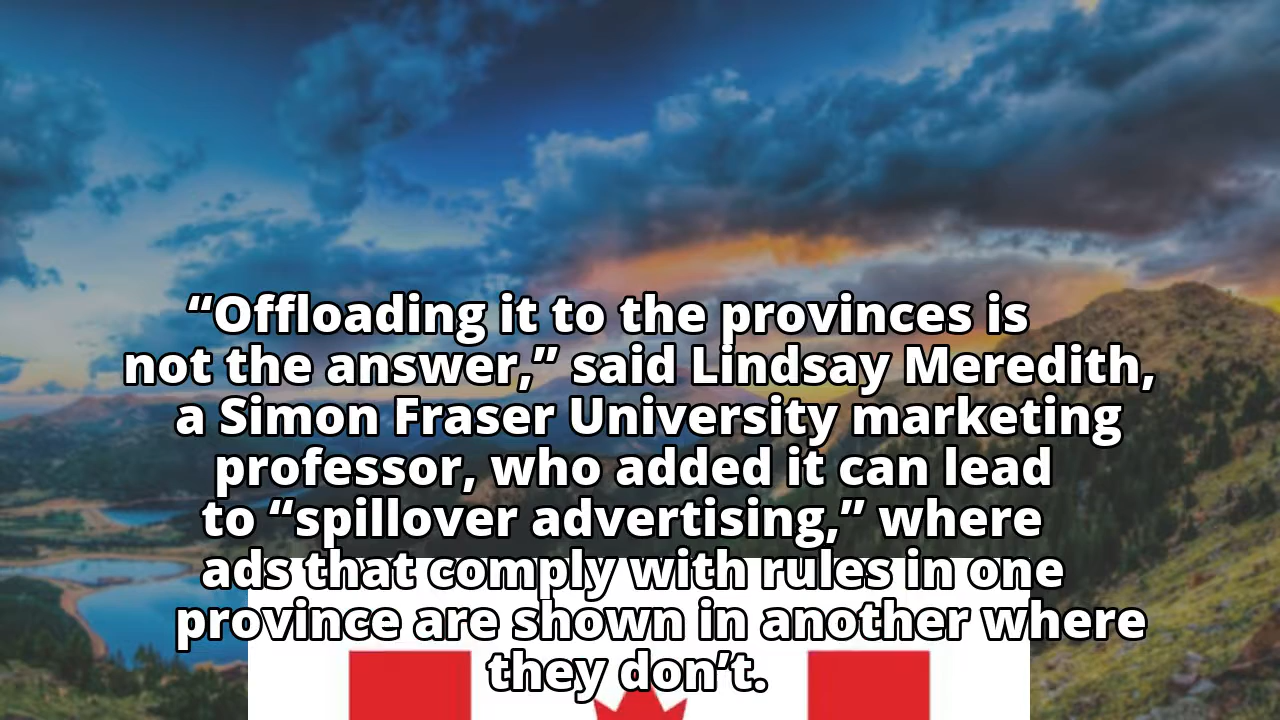 “Offloading it to the provinces is
not the answer,” said Lindsay Meredith,
a Simon Fraser University marketing
professor, who added it can lead
to “spillover advertising,” where
ads that comply with rules in one
province are shown in another where
they don’t.